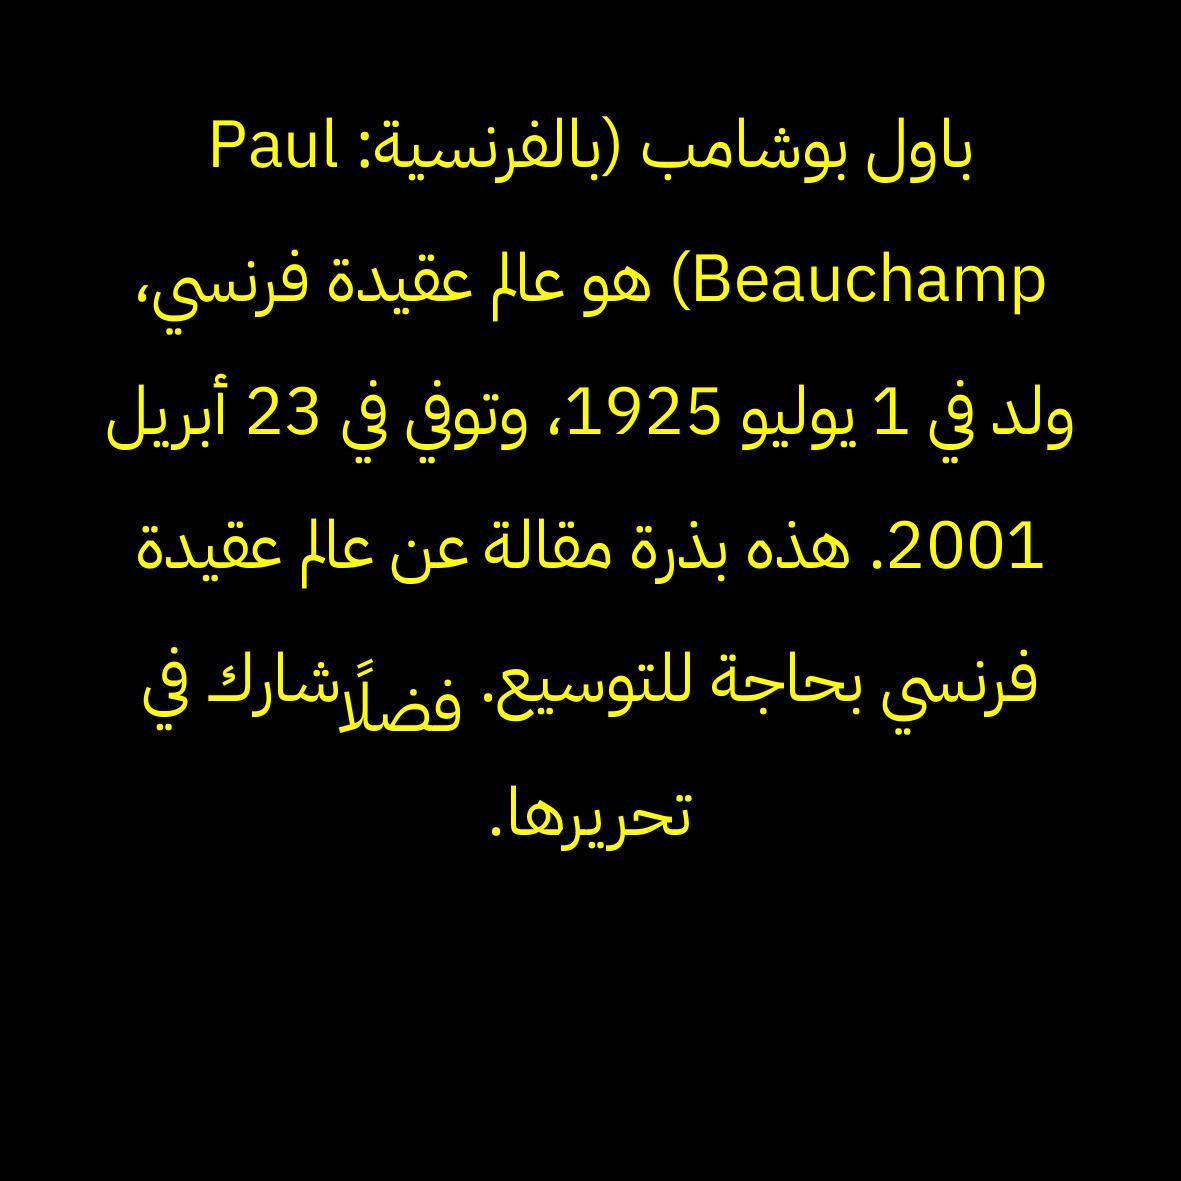 باول بوشامب (بالفرنسية: Paul
Beauchamp) هو عالم عقيدة فرنسي،
ولد في 1 يوليو 1925، وتوفي في 23 أبريل
2001. هذه بذرة مقالة عن عالم عقيدة
فرنسي بحاجة للتوسيع. فضلًا شارك في
تحريرها.